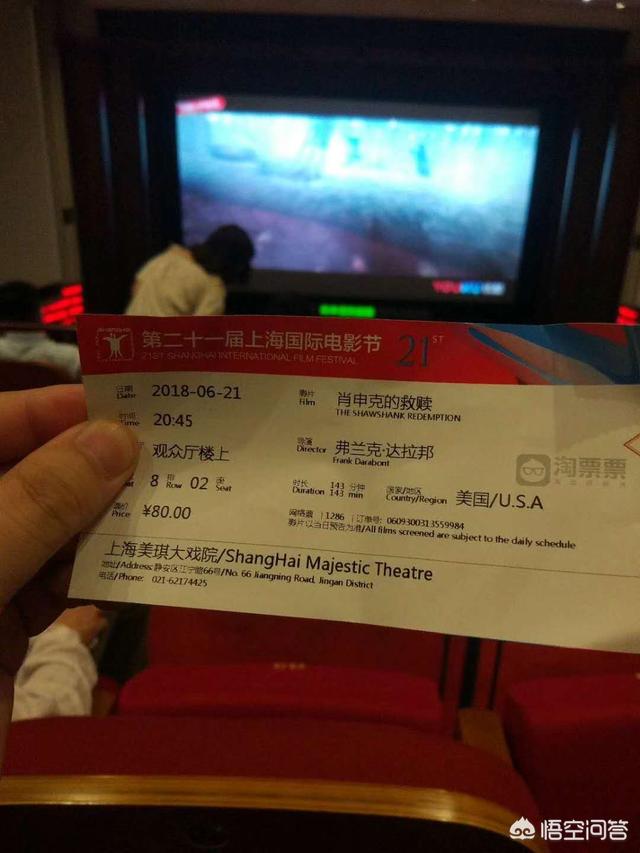 第二十一届上海国际电影节 21ST
21ST SHANGHAI INTERNATIONAL FILM FESTIVAL
日期 Date 2018-06-21
影片 Film 肖申克的救赎
THE SHAWSHANK REDEMPTION
时间 Time 20:45
观众厅楼上
导演 Director 弗兰克·达拉邦
Frank Darabont
淘票票
8 排 Row 02 座 Seat
时长 143 分钟
Duration 143 min
国家/地区 Country/Region 美国/U.S.A
票价 Price ¥80.00
网络票 | 1286 | 订单号: 0609300313559984
影片以当日预告为准/All films screened are subject to the daily schedule
上海美琪大戏院/ShangHai Majestic Theatre
地址/Address: 静安区江宁路66号/No. 66 Jiangning Road, Jingan District
电话/Phone: 021-62174425
悟空问答